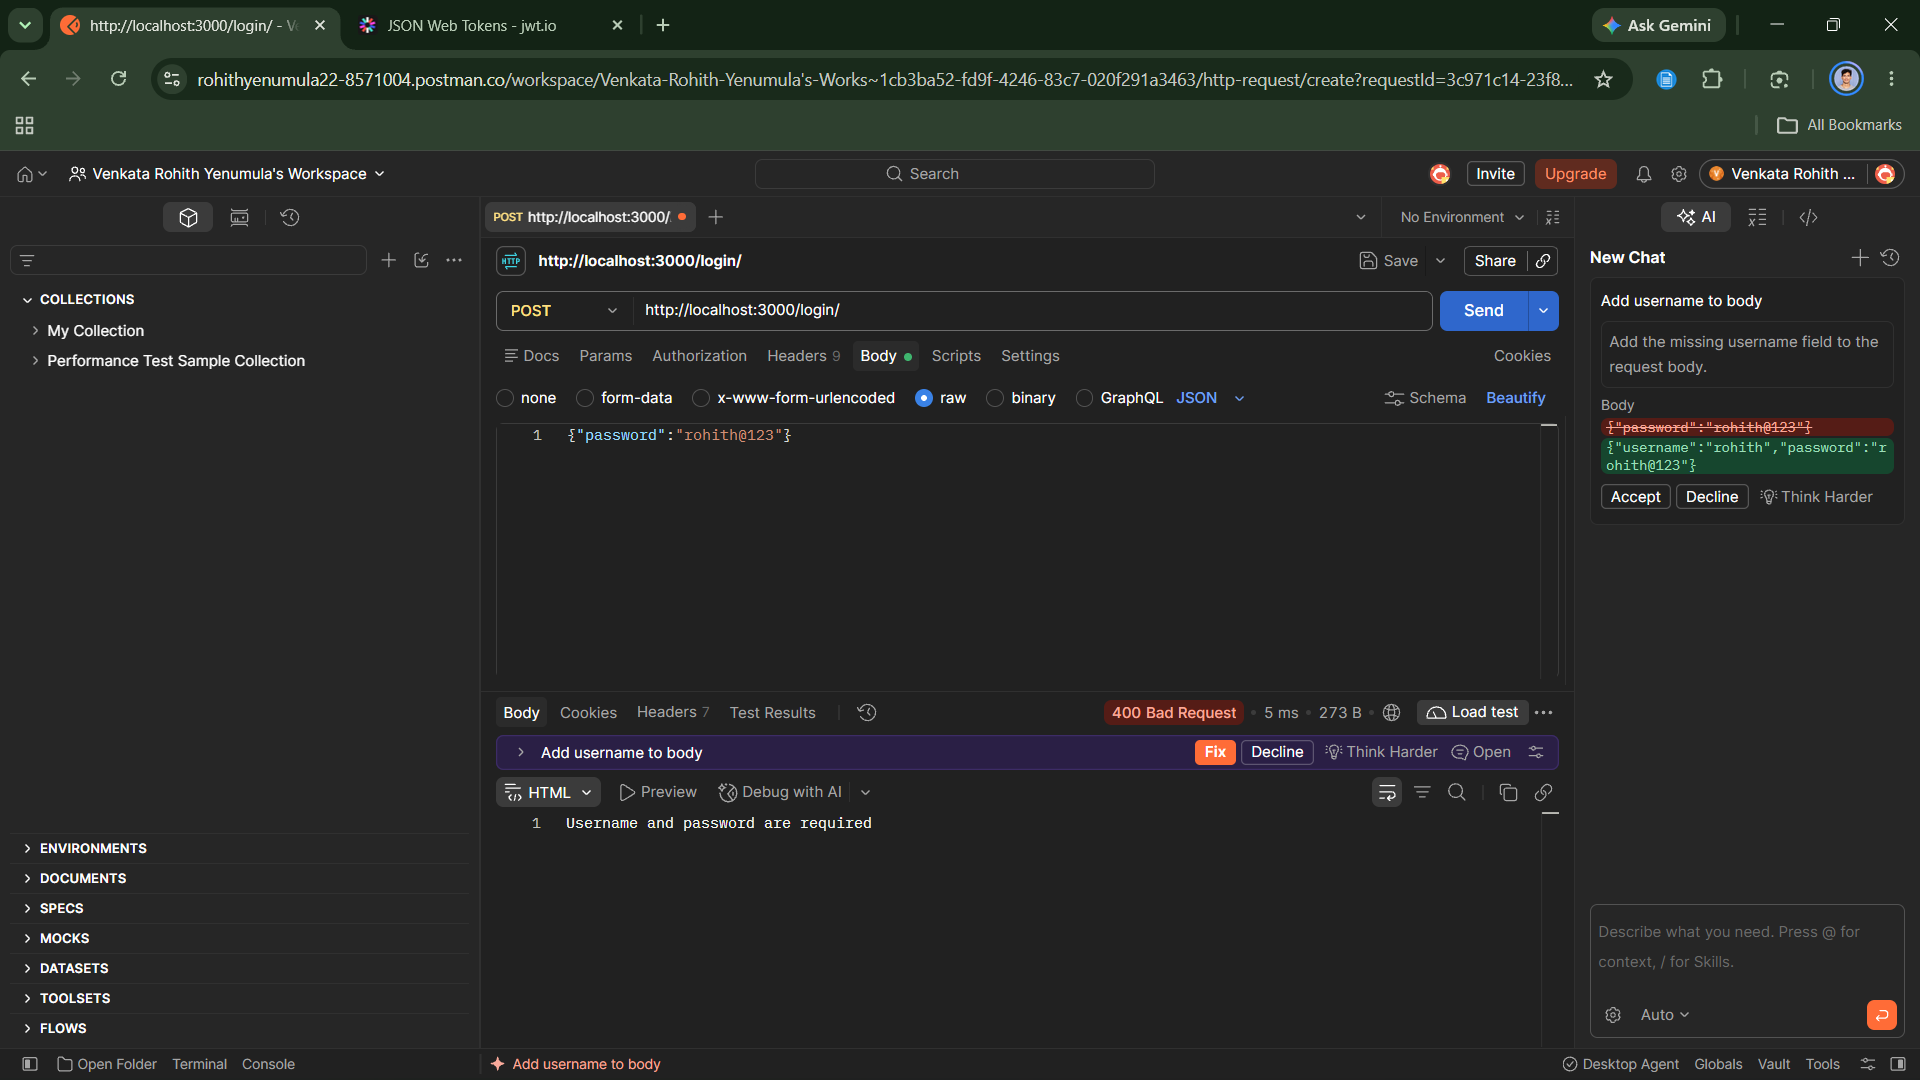 http://localhost:3000/login/ - V
JSON Web Tokens - jwt.io
Ask Gemini
rohithyenumula22-8571004.postman.co/workspace/Venkata-Rohith-Yenumula's-Works~1cb3ba52-fd9f-4246-83c7-020f291a3463/http-request/create?requestId=3c971c14-23f8...
All Bookmarks
Venkata Rohith Yenumula's Workspace
Search
Invite
Upgrade
V
Venkata Rohith ...
POST http://localhost:3000/
No Environment
AI
HTTP
http://localhost:3000/login/
Save
Share
New Chat
COLLECTIONS
My Collection
Performance Test Sample Collection
POST
http://localhost:3000/login/
Send
Docs
Params
Authorization
Headers 9
Body
Scripts
Settings
Cookies
none
form-data
x-www-form-urlencoded
raw
binary
GraphQL
JSON
Schema
Beautify
1
{"password":"rohith@123"}
Add username to body
Add the missing username field to the
request body.
Body
{"password":"rohith@123"}
{"username":"rohith","password":"r
ohith@123"}
Accept
Decline
Think Harder
Body
Cookies
Headers 7
Test Results
400 Bad Request
5 ms
273 B
Load test
Add username to body
Fix
Decline
Think Harder
Open
HTML
Preview
Debug with AI
1
Username and password are required
ENVIRONMENTS
DOCUMENTS
SPECS
MOCKS
DATASETS
TOOLSETS
FLOWS
Describe what you need. Press @ for
context, / for Skills.
Auto
Open Folder
Terminal
Console
Add username to body
Desktop Agent
Globals
Vault
Tools